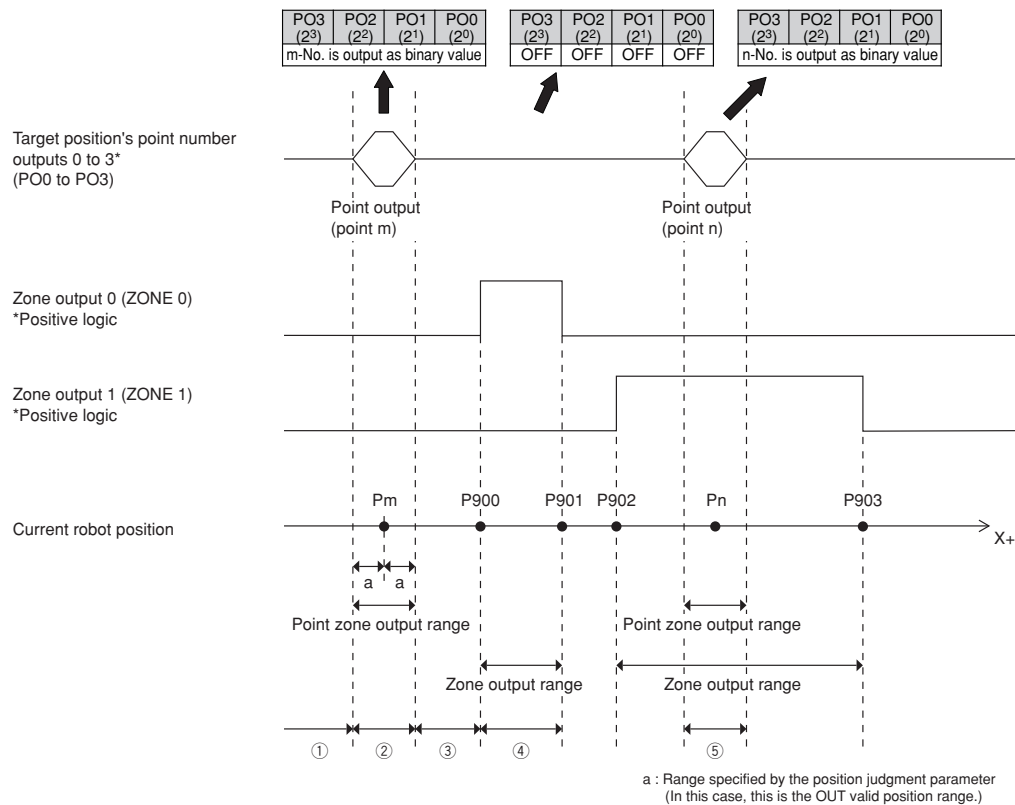 PO3 PO2 PO1 PO0 PO3 PO2 PO1 PO0 PO3 PO2 PO1 PO0
(2³) (2²) (2¹) (2⁰) (2³) (2²) (2¹) (2⁰) (2³) (2²) (2¹) (2⁰)
m-No. is output as binary value OFF OFF OFF OFF n-No. is output as binary value
Target position's point number
outputs 0 to 3*
(PO0 to PO3)
Point output Point output
(point m) (point n)
Zone output 0 (ZONE 0)
*Positive logic
Zone output 1 (ZONE 1)
*Positive logic
Pm P900 P901 P902 Pn P903
Current robot position
X+
a a
Point zone output range Point zone output range
Zone output range Zone output range
① ② ③ ④ ⑤
a : Range specified by the position judgment parameter
(In this case, this is the OUT valid position range.)